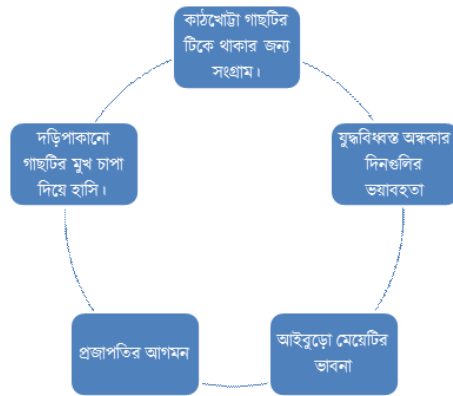 কাঠখোট্টা গাছটির
টিকে থাকার জন্য
সংগ্রাম।
যুদ্ধবিধ্বস্ত অন্ধকার
দিনগুলির
ভয়াবহতা
আইবুড়ো মেয়েটির
ভাবনা
প্রজাপতির আগমন
দড়িপাকানো
গাছটির মুখ চাপা
দিয়ে হাসি।